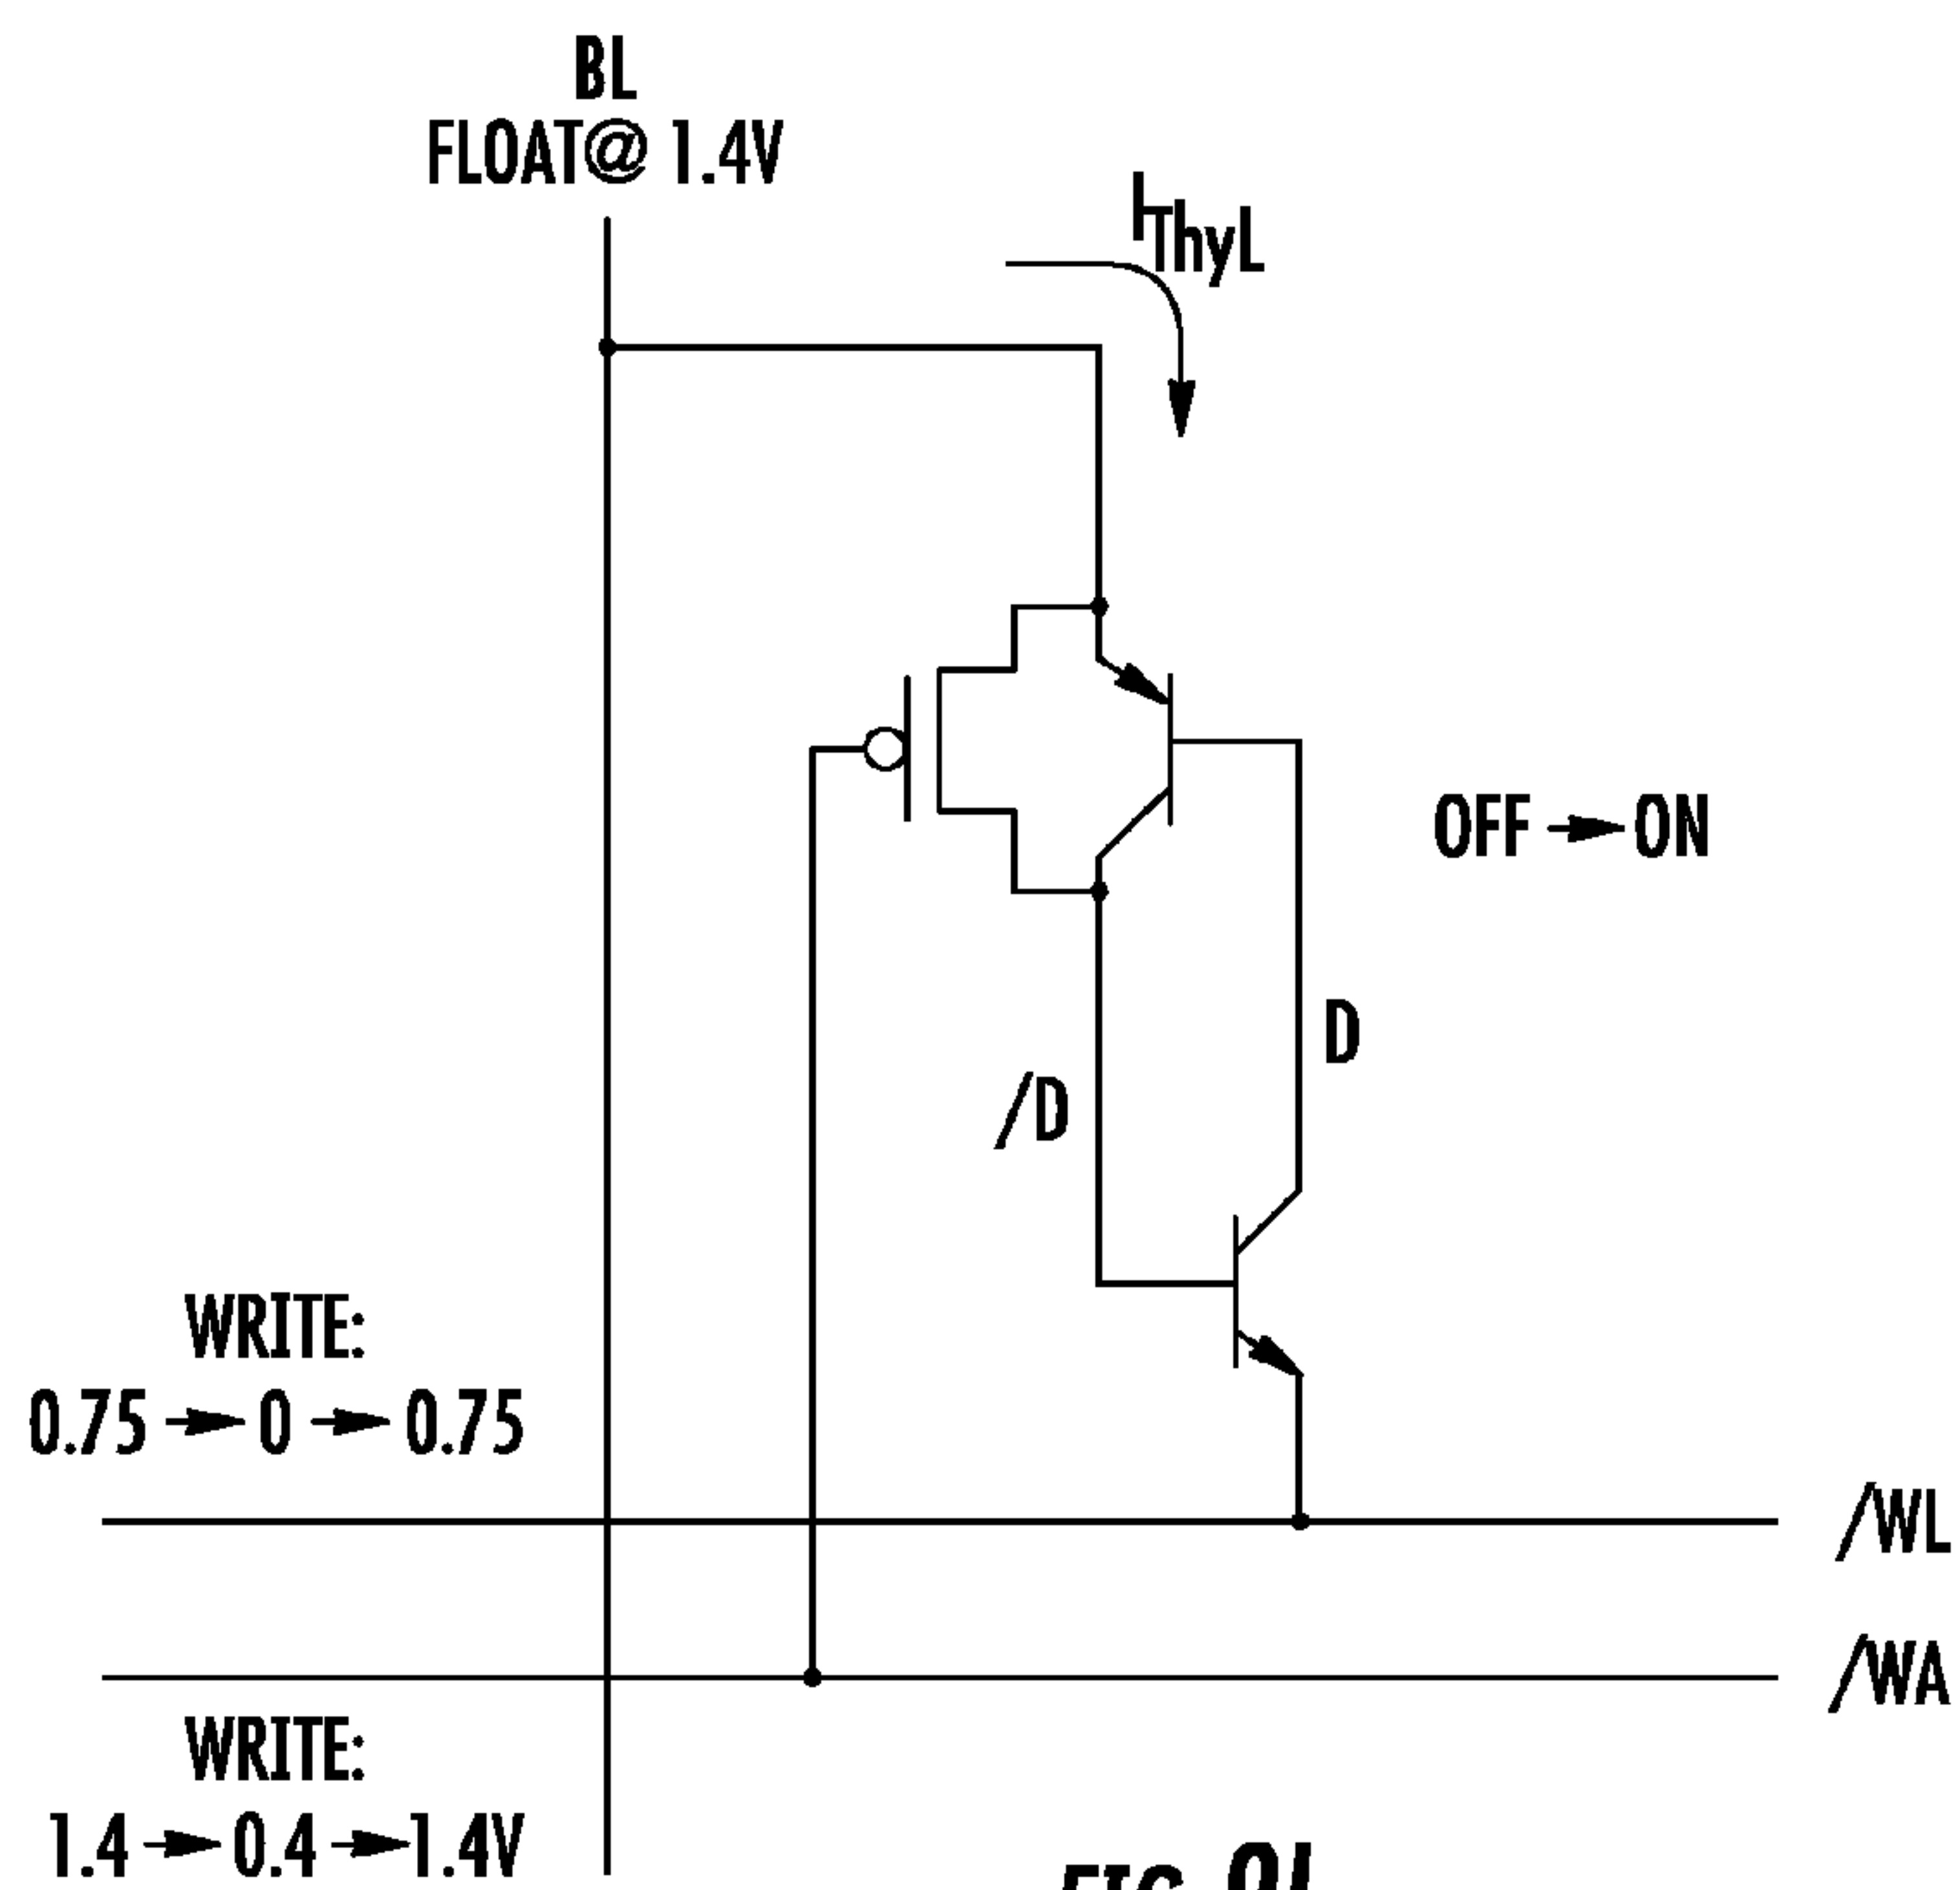 BL
FLOAT@ 1.4V
IThyL
OFF → ON
D
/D
WRITE:
0.75 → 0 → 0.75
/WL
/WA
WRITE:
1.4 → 0.4 → 1.4V